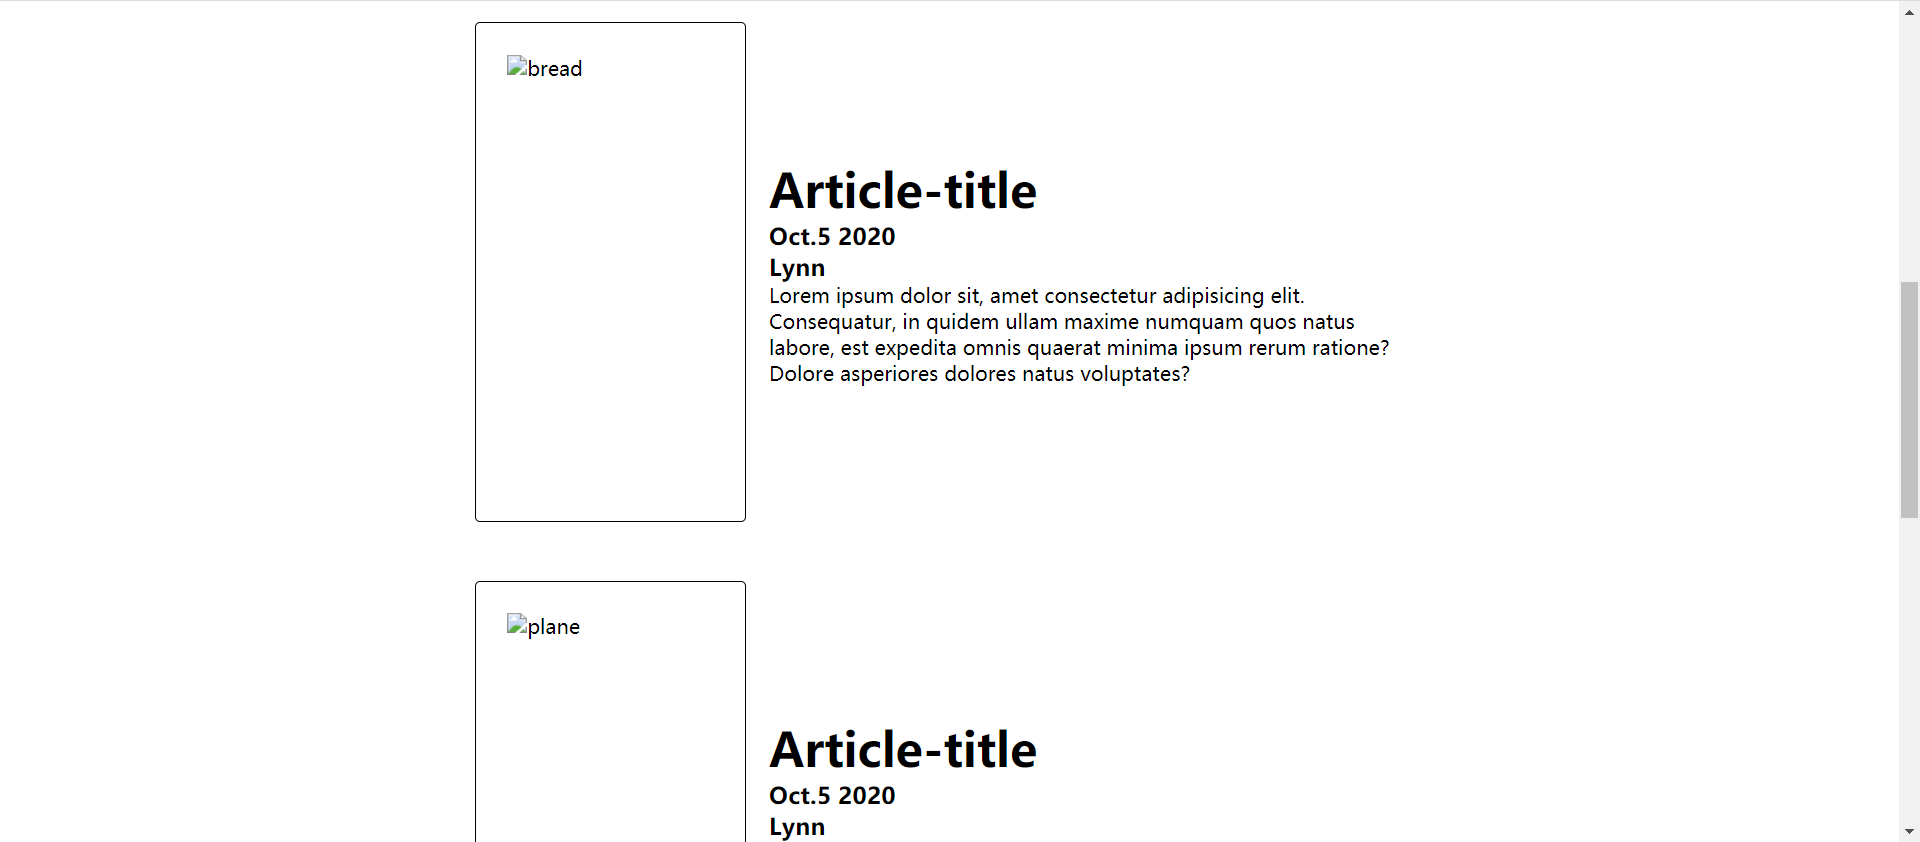 bread
Article-title
Oct.5 2020
Lynn
Lorem ipsum dolor sit, amet consectetur adipisicing elit.
Consequatur, in quidem ullam maxime numquam quos natus
labore, est expedita omnis quaerat minima ipsum rerum ratione?
Dolore asperiores dolores natus voluptates?
plane
Article-title
Oct.5 2020
Lynn